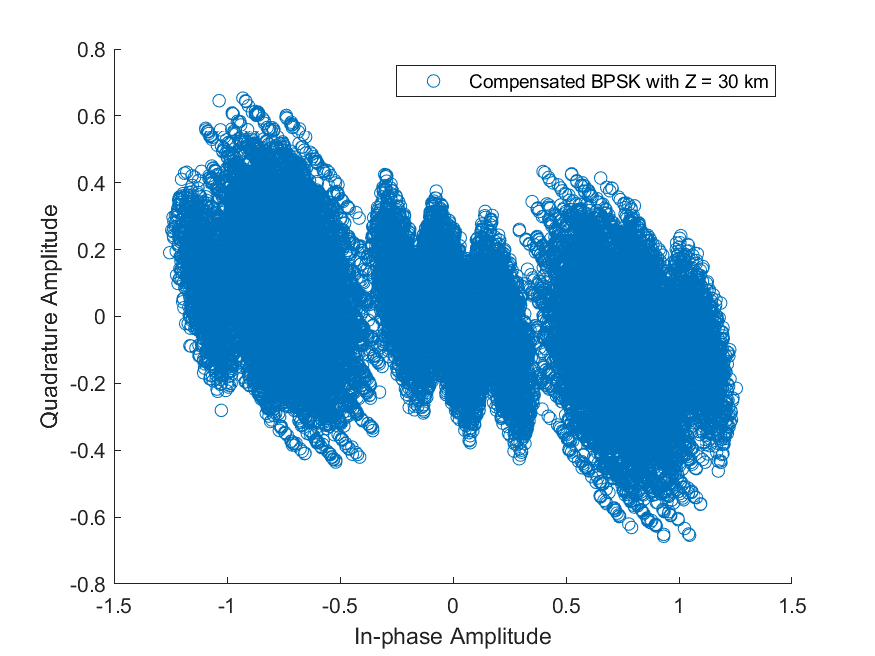 0.8
Compensated BPSK with Z = 30 km
0.6
0.4
0.2
0
-0.2
-0.4
-0.6
-0.8
Quadrature Amplitude
-1.5 -1 -0.5 0 0.5 1 1.5
In-phase Amplitude